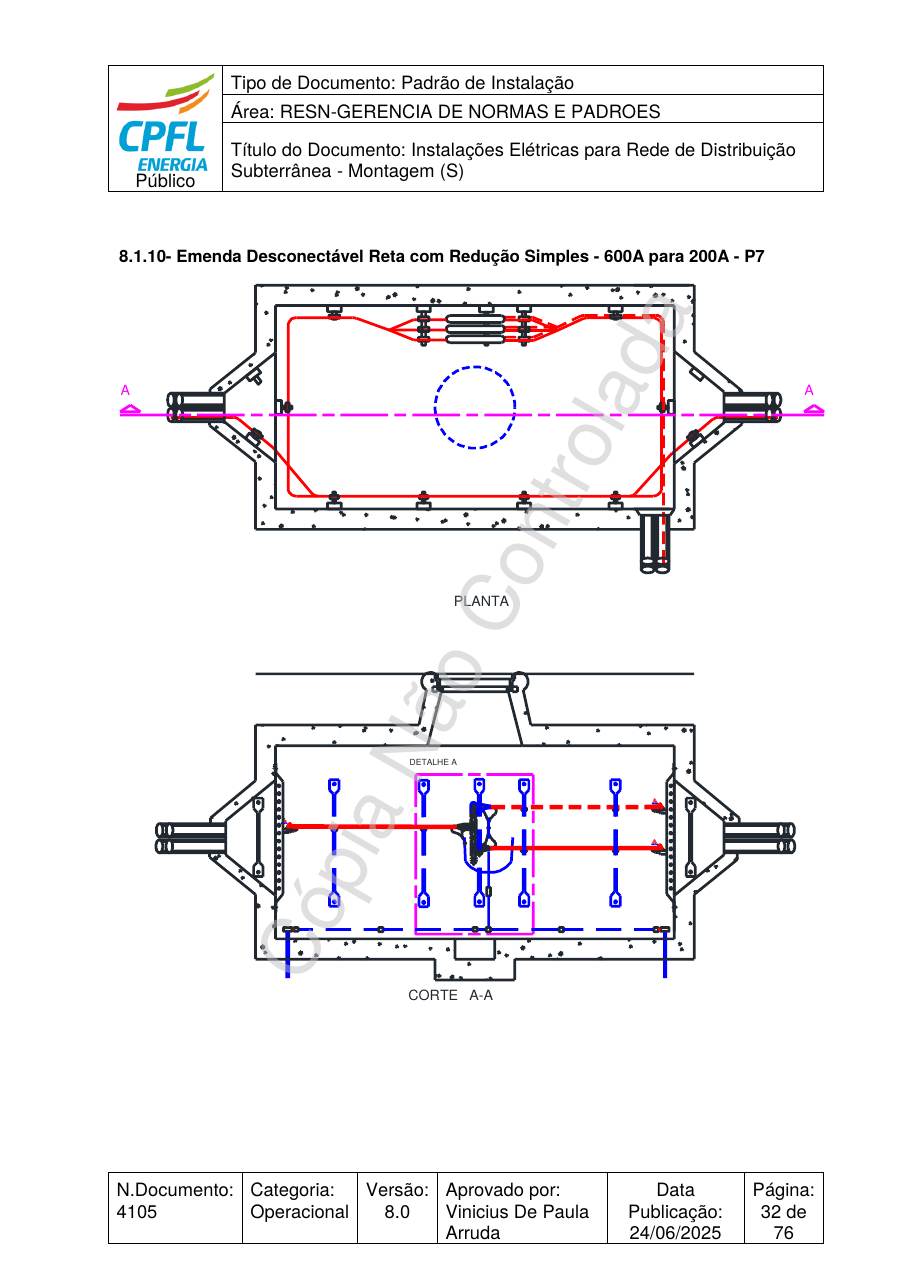 Tipo de Documento: Padrão de Instalação
Área: RESN-GERENCIA DE NORMAS E PADROES
Título do Documento: Instalações Elétricas para Rede de Distribuição
Subterrânea - Montagem (S)
CPFL
ENERGIA
Público
8.1.10- Emenda Desconectável Reta com Redução Simples - 600A para 200A - P7
A
A
PLANTA
DETALHE A
CORTE A-A
Cópia Não Controlada
N.Documento:
4105
Categoria:
Operacional
Versão:
8.0
Aprovado por:
Vinicius De Paula
Arruda
Data
Publicação:
24/06/2025
Página:
32 de
76